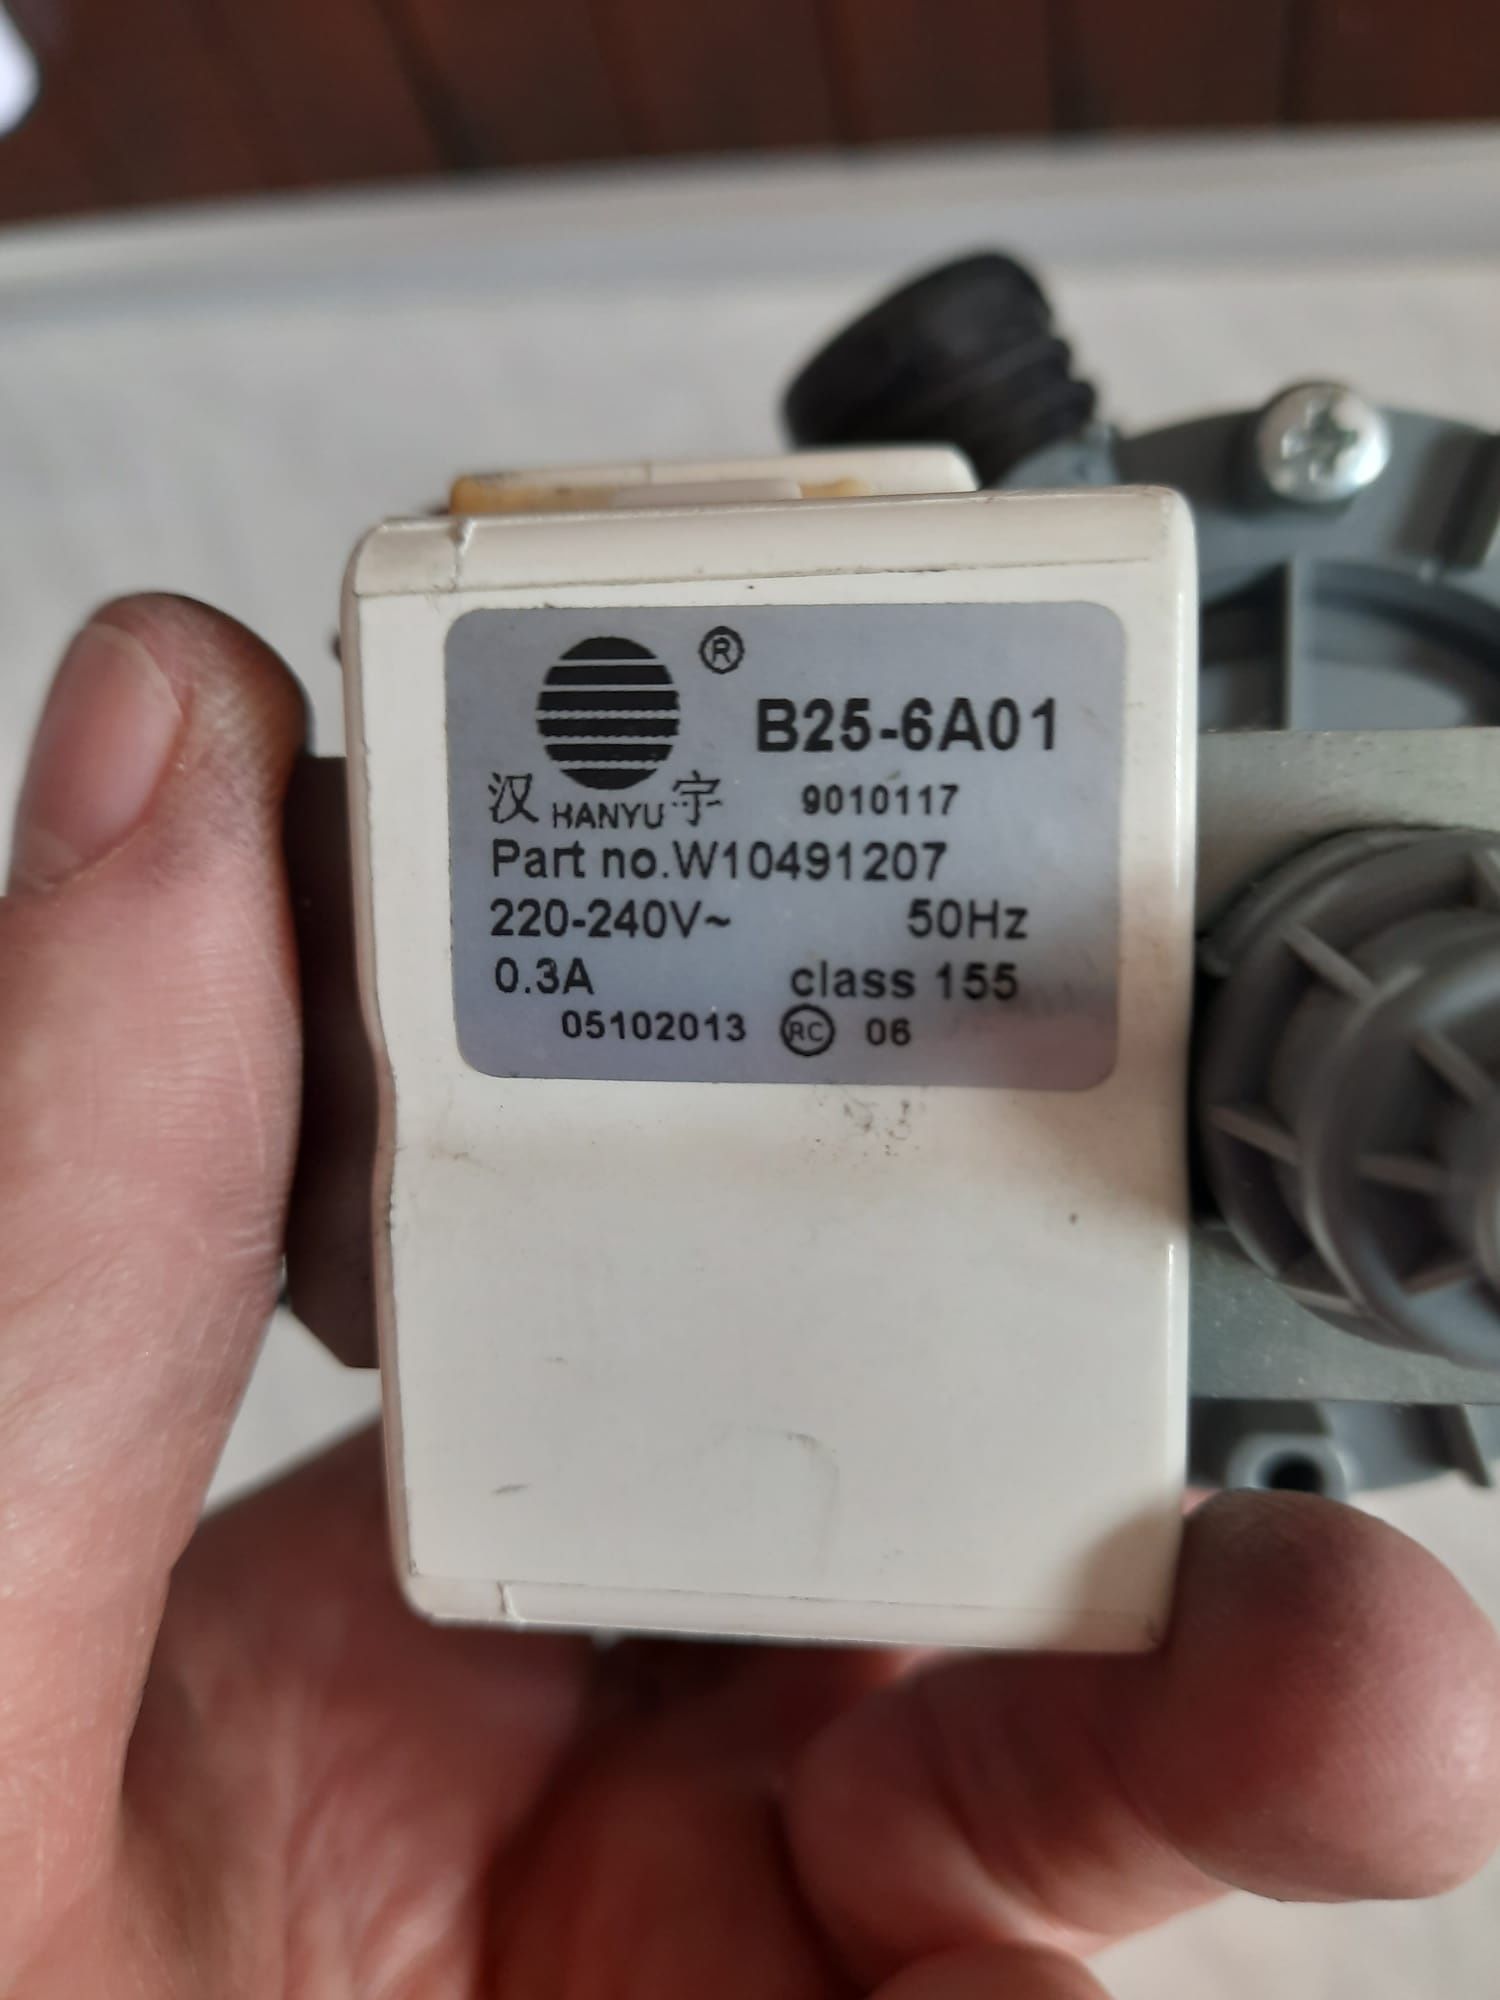 ®
B25-6A01
汉 HANYU 宇
9010117
Part no.W10491207
220-240V~ 50Hz
0.3A class 155
05102013 RC 06